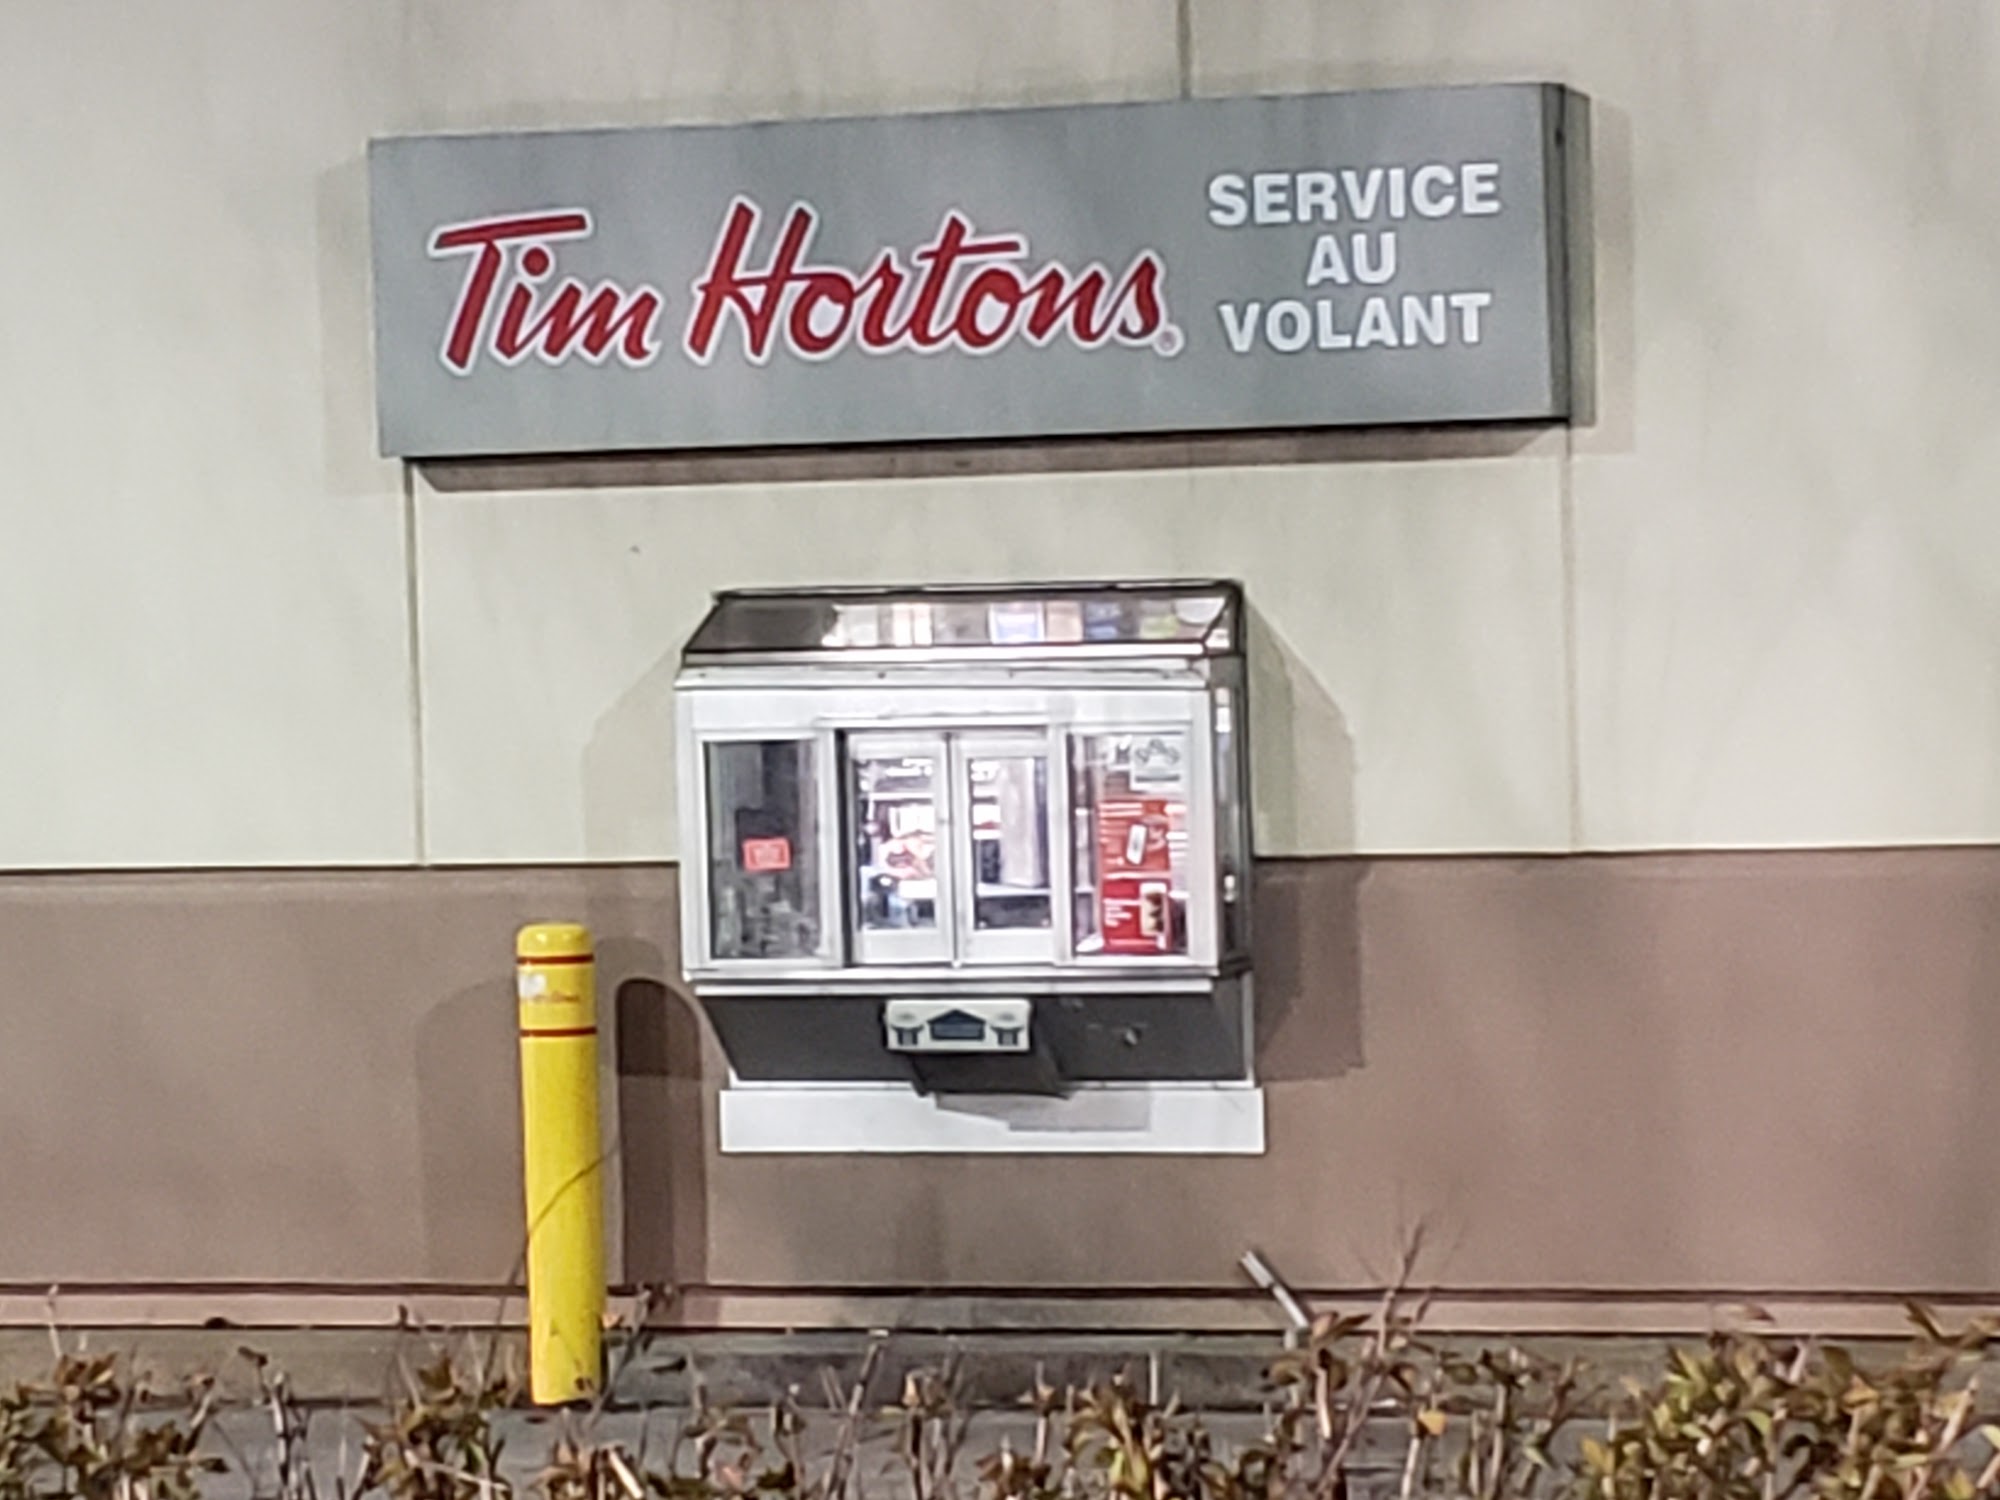 Tim Hortons®
SERVICE
AU
VOLANT